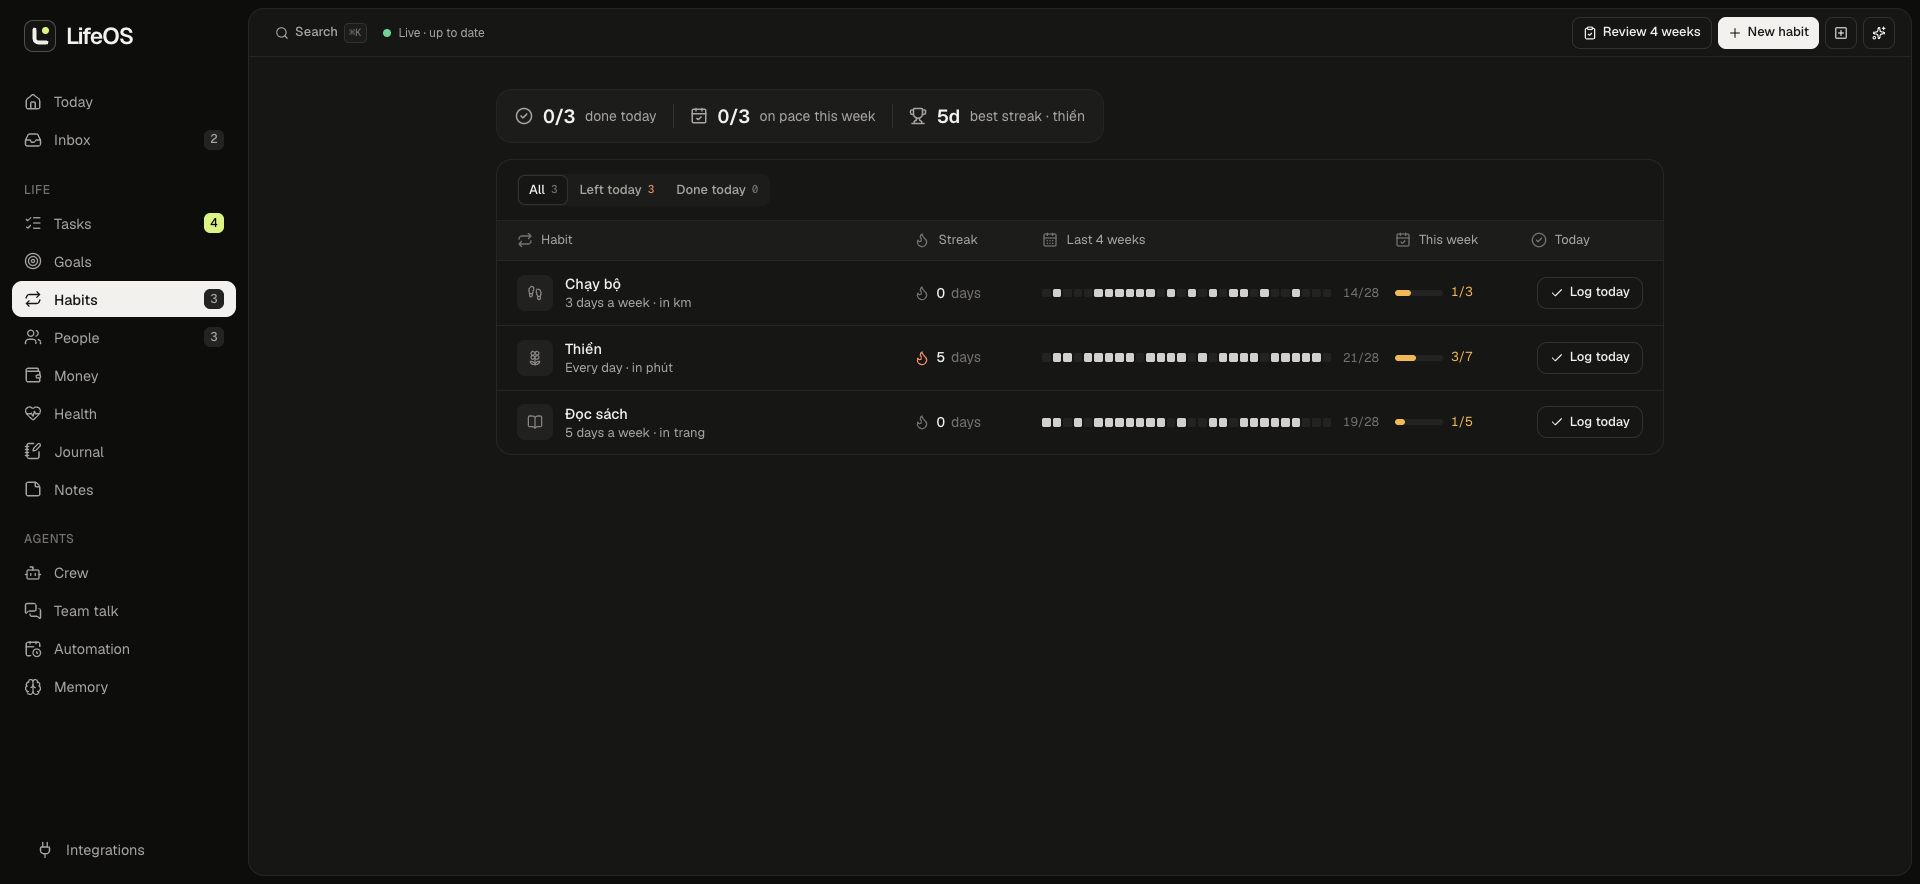 LifeOS
Today
Inbox 2
LIFE
Tasks 4
Goals
Habits 3
People 3
Money
Health
Journal
Notes
AGENTS
Crew
Team talk
Automation
Memory
Integrations
Search ⌘K Live · up to date Review 4 weeks New habit
0/3 done today 0/3 on pace this week 5d best streak · thiền
All 3 Left today 3 Done today 0
Habit Streak Last 4 weeks This week Today
Chạy bộ
3 days a week · in km
0 days 14/28 1/3 Log today
Thiền
Every day · in phút
5 days 21/28 3/7 Log today
Đọc sách
5 days a week · in trang
0 days 19/28 1/5 Log today